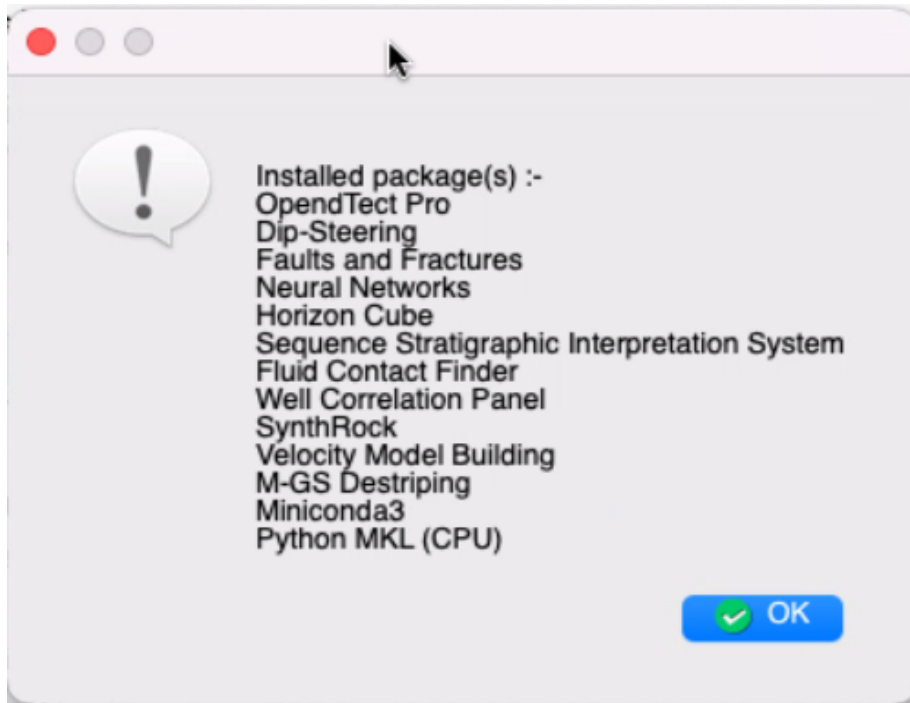 Installed package(s) :-
OpendTect Pro
Dip-Steering
Faults and Fractures
Neural Networks
Horizon Cube
Sequence Stratigraphic Interpretation System
Fluid Contact Finder
Well Correlation Panel
SynthRock
Velocity Model Building
M-GS Destriping
Miniconda3
Python MKL (CPU)
OK